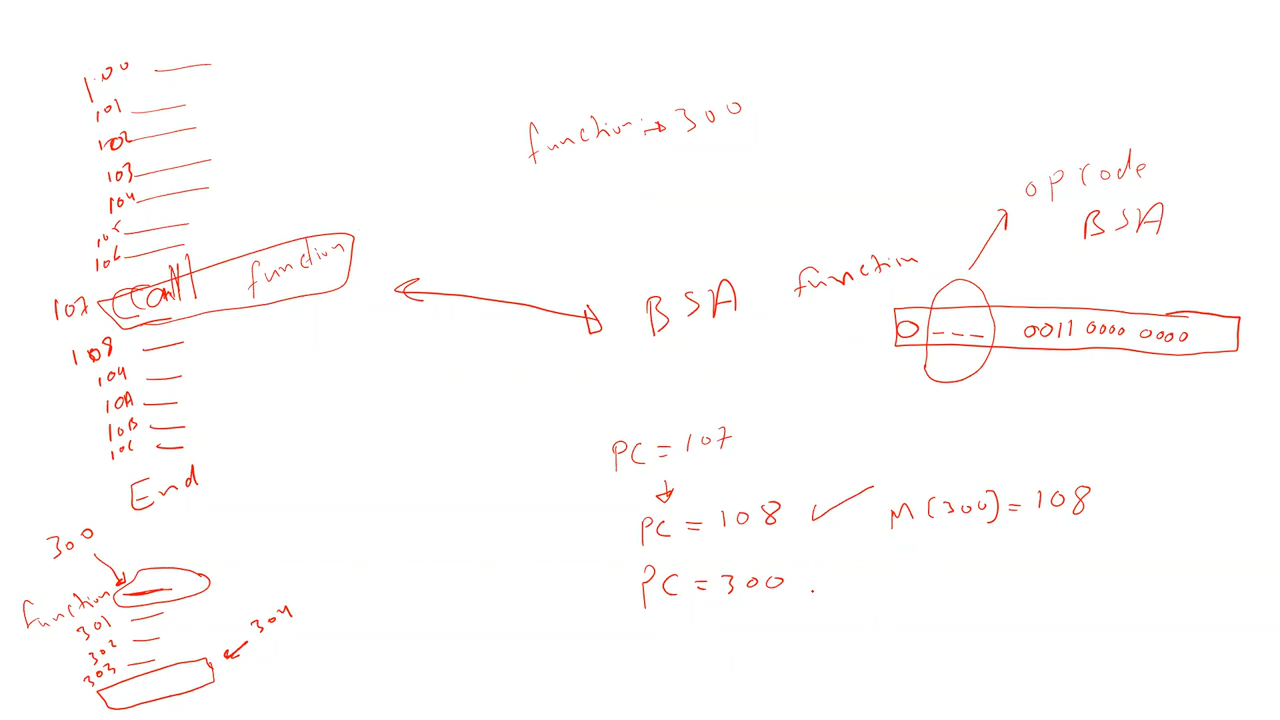 100
101
102
103
104
105
106
107 Call function
108
109
10A
10B
10C
End
300
function
301
302
303
304
function → 300
BSA function
opcode
BSA
0 _ _ _ 0011 0000 0000
PC = 107
PC = 108 M(300) = 108
PC = 300 .